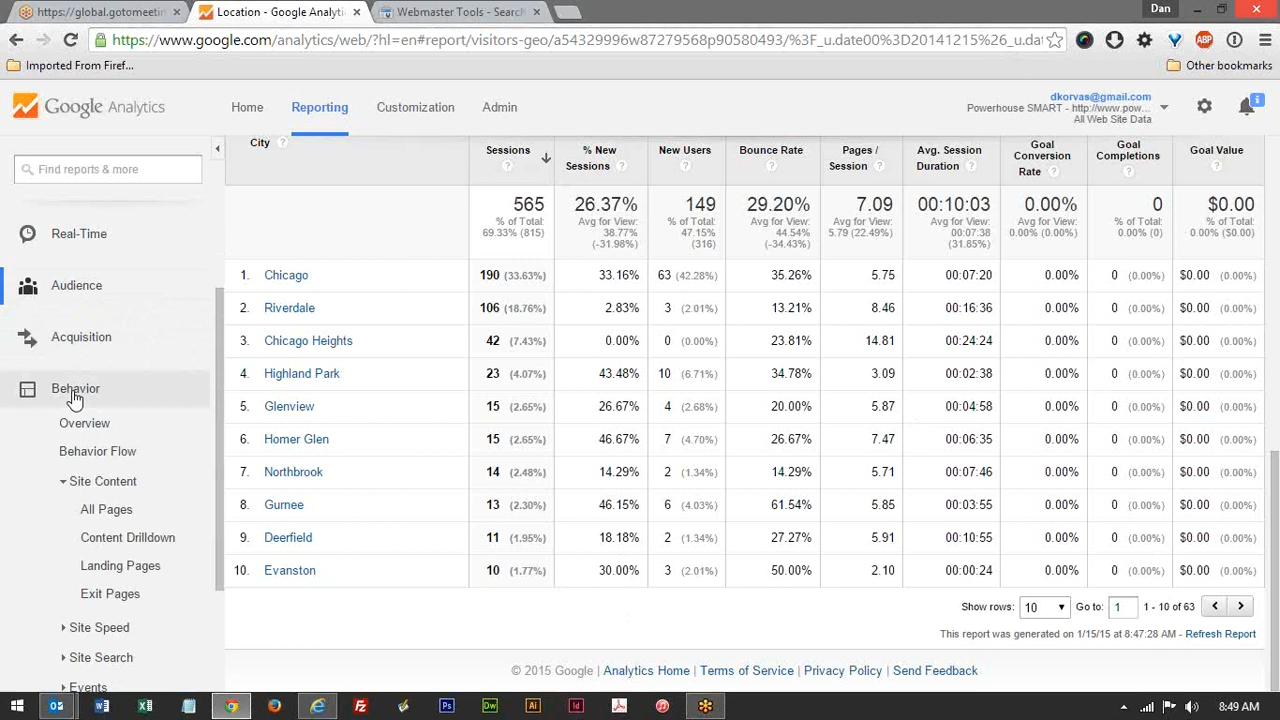 https://global.gotomeetin
Location - Google Analyti
Webmaster Tools - Search
Dan
https://www.google.com/analytics/web/?hl=en#report/visitors-geo/a54329996w87279568p90580493/%3F_u.date00%3D20141215%26_u.dat
ABP
Imported From Firef...
Other bookmarks
Google Analytics
Home
Reporting
Customization
Admin
dkorvas@gmail.com
Powerhouse SMART - http://www.pow...
All Web Site Data
Find reports & more
Real-Time
Audience
Acquisition
Behavior
Overview
Behavior Flow
Site Content
All Pages
Content Drilldown
Landing Pages
Exit Pages
Site Speed
Site Search
Events
City ? Sessions ? % New Sessions ? New Users ? Bounce Rate ? Pages / Session ? Avg. Session Duration ? Goal Conversion Rate ? Goal Completions ? Goal Value ?
565 26.37% 149 29.20% 7.09 00:10:03 0.00% 0 $0.00
% of Total: 69.33% (815) Avg for View: 38.77% (-31.98%) % of Total: 47.15% (316) Avg for View: 44.54% (-34.43%) Avg for View: 5.79 (22.49%) Avg for View: 00:07:38 (31.85%) Avg for View: 0.00% (0.00%) % of Total: 0.00% (0) % of Total: 0.00% ($0.00)
1. Chicago 190 (33.63%) 33.16% 63 (42.28%) 35.26% 5.75 00:07:20 0.00% 0 (0.00%) $0.00 (0.00%)
2. Riverdale 106 (18.76%) 2.83% 3 (2.01%) 13.21% 8.46 00:16:36 0.00% 0 (0.00%) $0.00 (0.00%)
3. Chicago Heights 42 (7.43%) 0.00% 0 (0.00%) 23.81% 14.81 00:24:24 0.00% 0 (0.00%) $0.00 (0.00%)
4. Highland Park 23 (4.07%) 43.48% 10 (6.71%) 34.78% 3.09 00:02:38 0.00% 0 (0.00%) $0.00 (0.00%)
5. Glenview 15 (2.65%) 26.67% 4 (2.68%) 20.00% 5.87 00:04:58 0.00% 0 (0.00%) $0.00 (0.00%)
6. Homer Glen 15 (2.65%) 46.67% 7 (4.70%) 26.67% 7.47 00:06:35 0.00% 0 (0.00%) $0.00 (0.00%)
7. Northbrook 14 (2.48%) 14.29% 2 (1.34%) 14.29% 5.71 00:07:46 0.00% 0 (0.00%) $0.00 (0.00%)
8. Gurnee 13 (2.30%) 46.15% 6 (4.03%) 61.54% 5.85 00:03:55 0.00% 0 (0.00%) $0.00 (0.00%)
9. Deerfield 11 (1.95%) 18.18% 2 (1.34%) 27.27% 5.91 00:10:55 0.00% 0 (0.00%) $0.00 (0.00%)
10. Evanston 10 (1.77%) 30.00% 3 (2.01%) 50.00% 2.10 00:00:24 0.00% 0 (0.00%) $0.00 (0.00%)
Show rows: 10 Go to: 1 1 - 10 of 63
This report was generated on 1/15/15 at 8:47:28 AM - Refresh Report
© 2015 Google | Analytics Home | Terms of Service | Privacy Policy | Send Feedback
Ps Dw Ai Id
8:49 AM